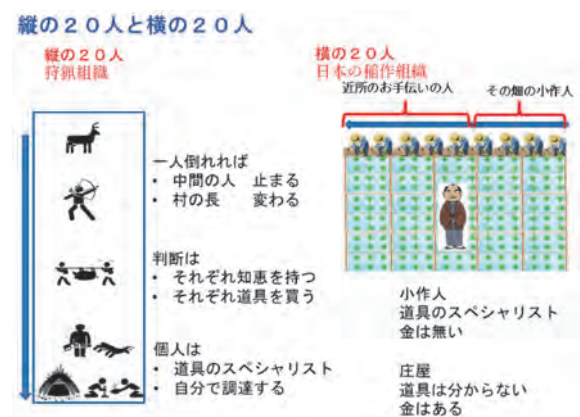 縦の２０人と横の２０人
縦の２０人
狩猟組織
一人倒れれば
・ 中間の人 止まる
・ 村の長 変わる
判断は
・ それぞれ知恵を持つ
・ それぞれ道具を買う
個人は
・ 道具のスペシャリスト
・ 自分で調達する
横の２０人
日本の稲作組織
近所のお手伝いの人 その畑の小作人
小作人
道具のスペシャリスト
金は無い
庄屋
道具は分からない
金はある